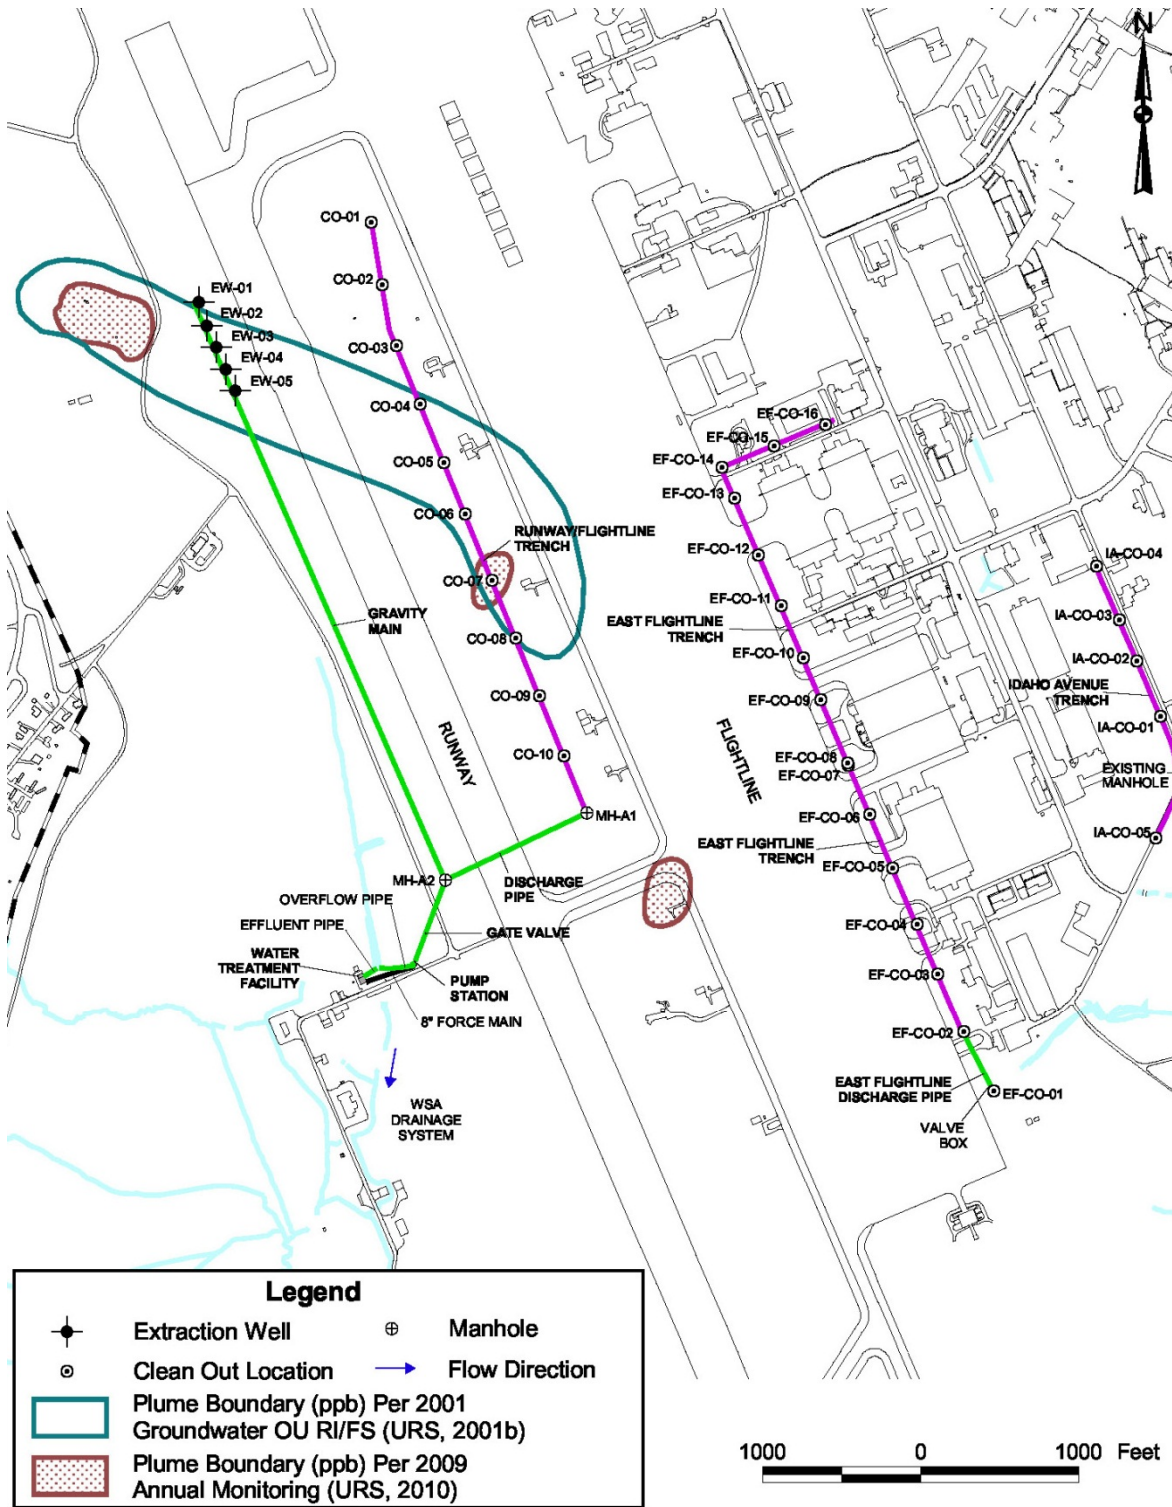 N
CO-01
CO-02
EW-01
EW-02
EW-03
CO-03
EW-04
EW-05
CO-04
EF-CO-16
EF-CO-15
CO-05
EF-CO-14
EF-CO-13
CO-06
RUNWAY/FLIGHTLINE
TRENCH
EF-CO-12
IA-CO-04
CO-07
EF-CO-11
GRAVITY
MAIN
EAST FLIGHTLINE
TRENCH
IA-CO-03
CO-08
EF-CO-10
IA-CO-02
CO-09
EF-CO-09
IDAHO AVENUE
TRENCH
IA-CO-01
RUNWAY
FLIGHTLINE
CO-10
EF-CO-08
EF-CO-07
EXISTING
MANHOLE
MH-A1
EF-CO-06
IA-CO-05
EAST FLIGHTLINE
TRENCH
EF-CO-05
MH-A2
DISCHARGE
PIPE
OVERFLOW PIPE
EFFLUENT PIPE
GATE VALVE
EF-CO-04
WATER
TREATMENT
FACILITY
PUMP
STATION
EF-CO-03
8" FORCE MAIN
EF-CO-02
EAST FLIGHTLINE
DISCHARGE PIPE
EF-CO-01
WSA
DRAINAGE
SYSTEM
VALVE
BOX
Legend
Extraction Well
Manhole
Clean Out Location
Flow Direction
Plume Boundary (ppb) Per 2001
Groundwater OU RI/FS (URS, 2001b)
Plume Boundary (ppb) Per 2009
Annual Monitoring (URS, 2010)
1000 0 1000 Feet